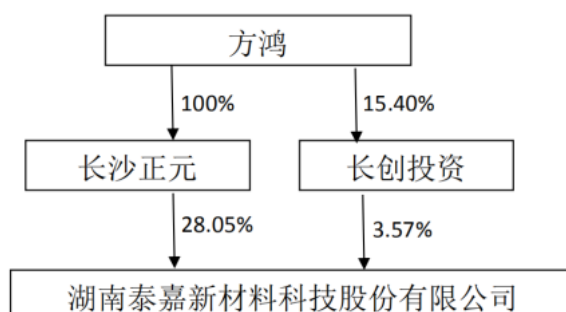 方鸿
100%
15.40%
长沙正元
长创投资
28.05%
3.57%
湖南泰嘉新材料科技股份有限公司